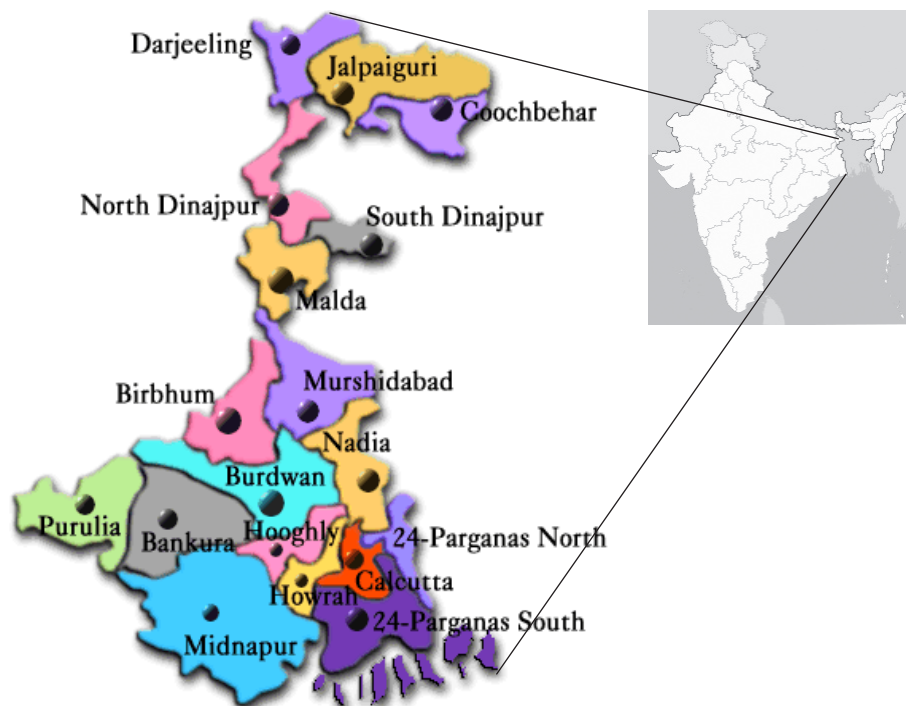 Darjeeling
Jalpaiguri
Coochbehar
North Dinajpur
South Dinajpur
Malda
Murshidabad
Birbhum
Nadia
Burdwan
Purulia
Bankura
Hooghly
24-Parganas North
Calcutta
Howrah
24-Parganas South
Midnapur